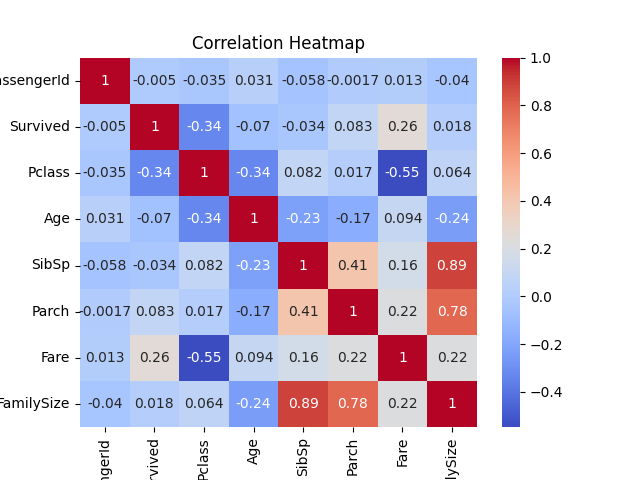 Correlation Heatmap
assengerId 1 -0.005 -0.035 0.031 -0.058 -0.0017 0.013 -0.04
Survived -0.005 1 -0.34 -0.07 -0.034 0.083 0.26 0.018
Pclass -0.035 -0.34 1 -0.34 0.082 0.017 -0.55 0.064
Age 0.031 -0.07 -0.34 1 -0.23 -0.17 0.094 -0.24
SibSp -0.058 -0.034 0.082 -0.23 1 0.41 0.16 0.89
Parch -0.0017 0.083 0.017 -0.17 0.41 1 0.22 0.78
Fare 0.013 0.26 -0.55 0.094 0.16 0.22 1 0.22
FamilySize -0.04 0.018 0.064 -0.24 0.89 0.78 0.22 1
ngerId
rvived
Pclass
Age
SibSp
Parch
Fare
lySize
1.0
0.8
0.6
0.4
0.2
0.0
−0.2
−0.4